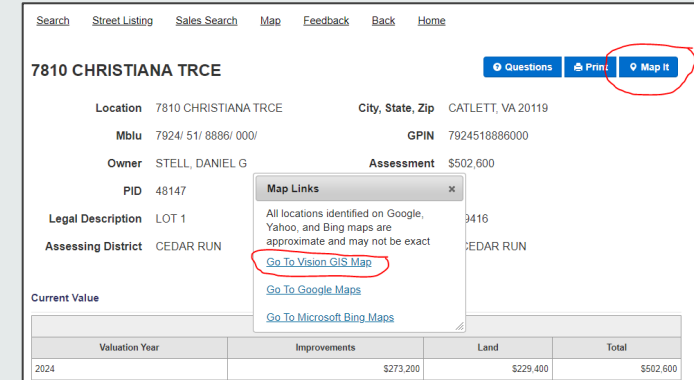 Search Street Listing Sales Search Map Feedback Back Home
7810 CHRISTIANA TRCE
Questions Print Map It
Location 7810 CHRISTIANA TRCE City, State, Zip CATLETT, VA 20119
Mblu 7924/ 51/ 8886/ 000/ GPIN 7924518886000
Owner STELL, DANIEL G Assessment $502,600
PID 48147
Legal Description LOT 1 9416
Assessing District CEDAR RUN CEDAR RUN
Map Links ×
All locations identified on Google,
Yahoo, and Bing maps are
approximate and may not be exact
Go To Vision GIS Map
Go To Google Maps
Go To Microsoft Bing Maps
Current Value
Valuation Year Improvements Land Total
2024 $273,200 $229,400 $502,600